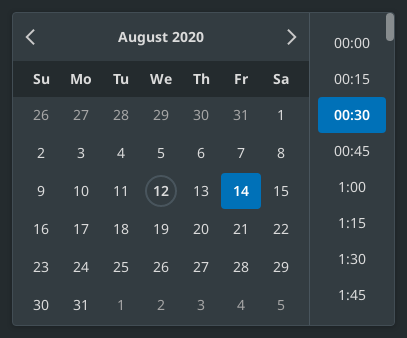 August 2020
Su Mo Tu We Th Fr Sa
26 27 28 29 30 31 1
2 3 4 5 6 7 8
9 10 11 12 13 14 15
16 17 18 19 20 21 22
23 24 25 26 27 28 29
30 31 1 2 3 4 5
00:00
00:15
00:30
00:45
1:00
1:15
1:30
1:45